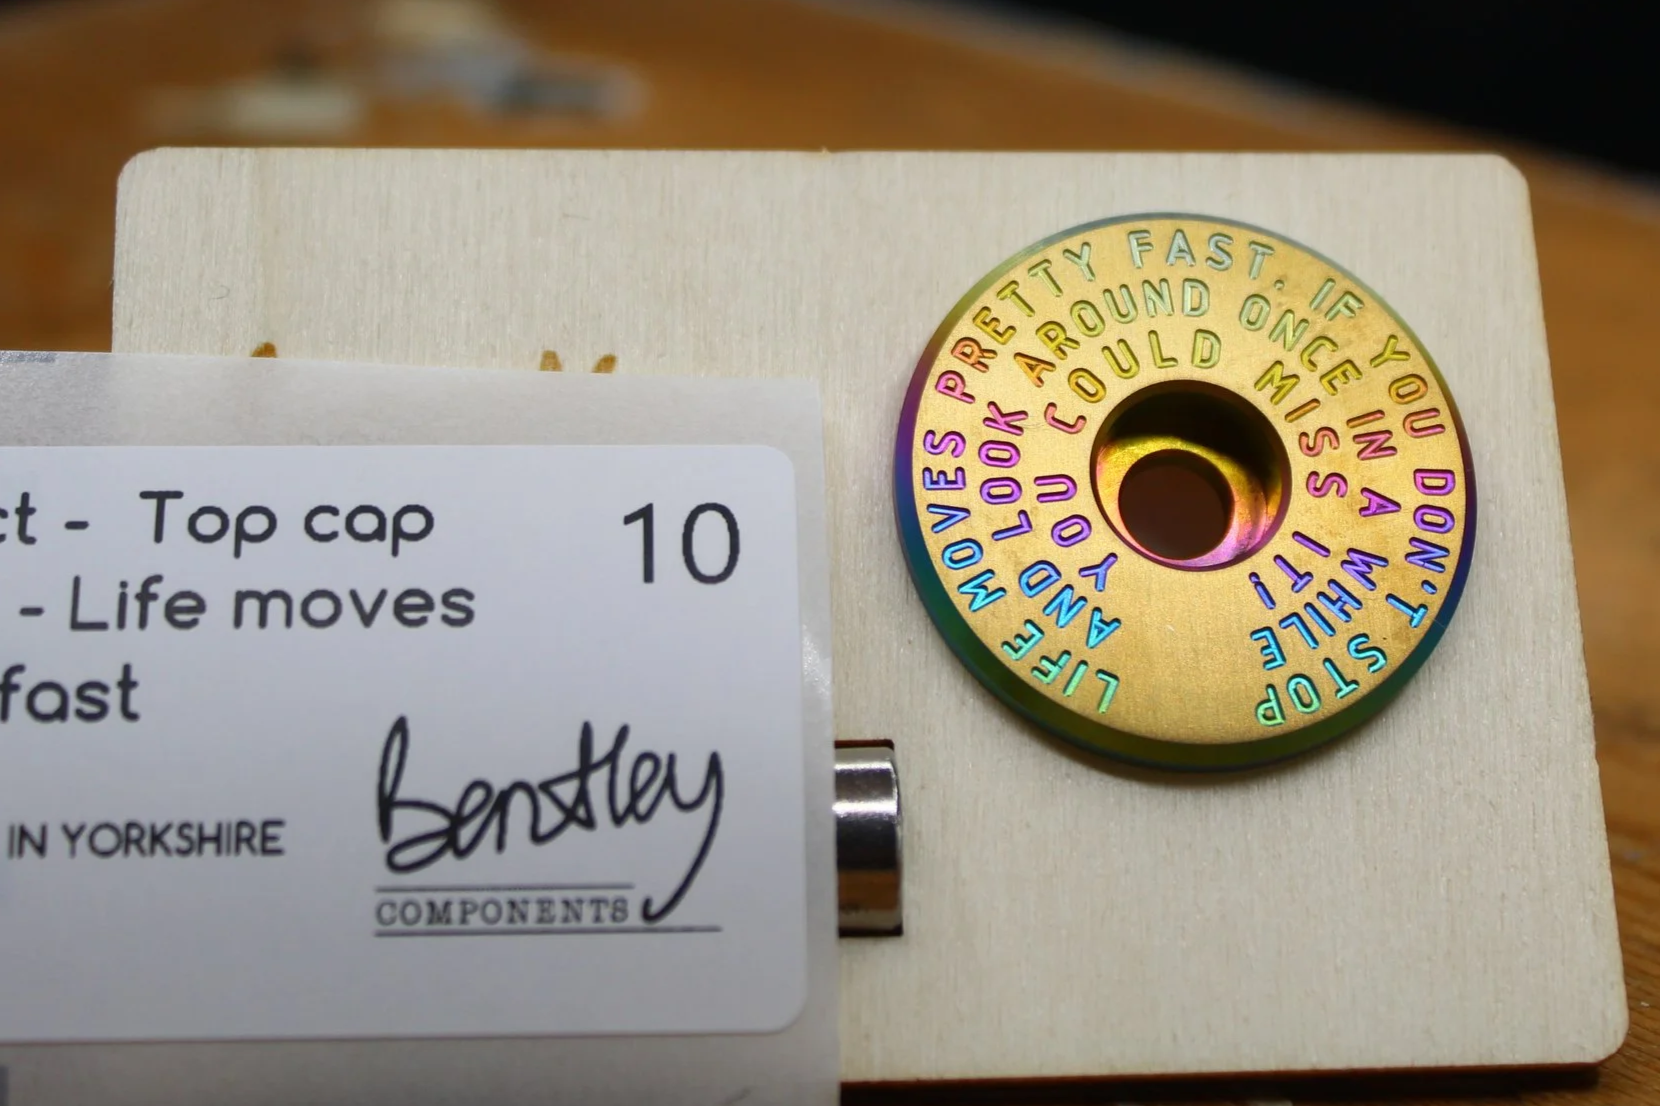 ct - Top cap
10
- Life moves
fast
IN YORKSHIRE
Bentley
COMPONENTS
LIFE MOVES PRETTY FAST. IF YOU DON'T STOP
AND LOOK AROUND ONCE IN A WHILE
YOU COULD MISS IT!